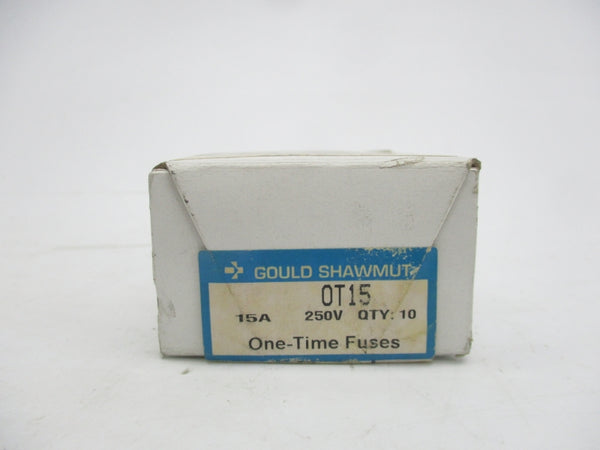 GOULD SHAWMUT
OT15
15A 250V QTY: 10
One-Time Fuses